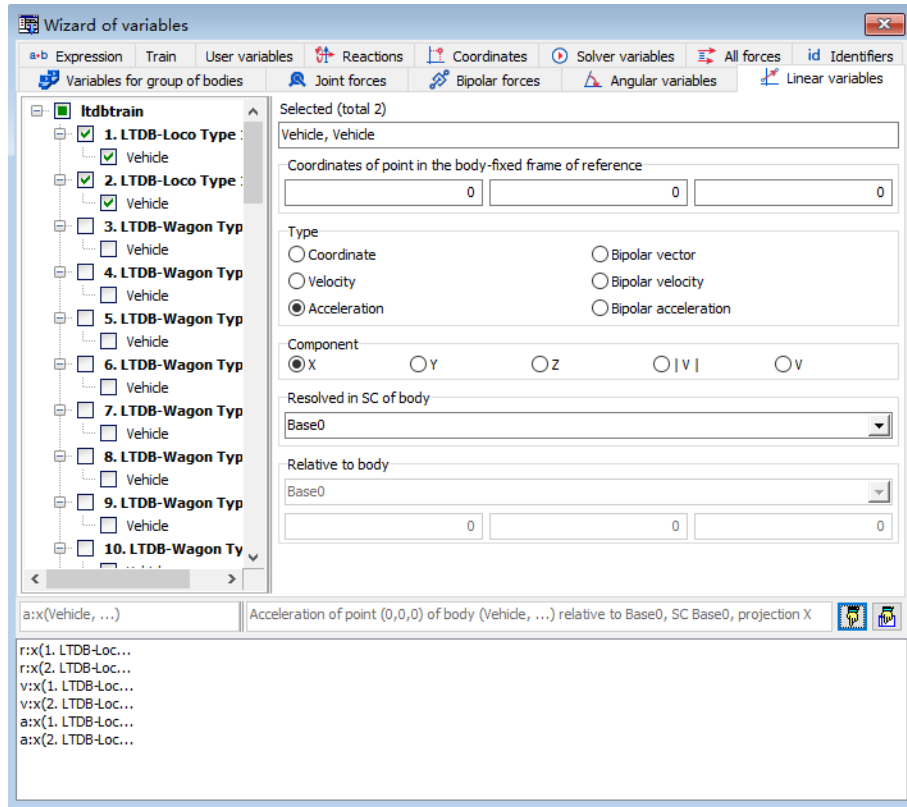 Wizard of variables
a+b Expression Train User variables Reactions Coordinates Solver variables All forces id Identifiers
Variables for group of bodies Joint forces Bipolar forces Angular variables Linear variables
ltdbtrain
1. LTDB-Loco Type 1
Vehicle
2. LTDB-Loco Type
Vehicle
3. LTDB-Wagon Typ
Vehicle
4. LTDB-Wagon Typ
Vehicle
5. LTDB-Wagon Typ
Vehicle
6. LTDB-Wagon Typ
Vehicle
7. LTDB-Wagon Typ
Vehicle
8. LTDB-Wagon Typ
Vehicle
9. LTDB-Wagon Typ
Vehicle
10. LTDB-Wagon Ty
Selected (total 2)
Vehicle, Vehicle
Coordinates of point in the body-fixed frame of reference
0 0 0
Type
Coordinate Bipolar vector
Velocity Bipolar velocity
Acceleration Bipolar acceleration
Component
X Y Z |V| V
Resolved in SC of body
Base0
Relative to body
Base0
0 0 0
a:x(Vehicle, ...) Acceleration of point (0,0,0) of body (Vehicle, ...) relative to Base0, SC Base0, projection X
r:x(1. LTDB-Loc...
r:x(2. LTDB-Loc...
v:x(1. LTDB-Loc...
v:x(2. LTDB-Loc...
a:x(1. LTDB-Loc...
a:x(2. LTDB-Loc...